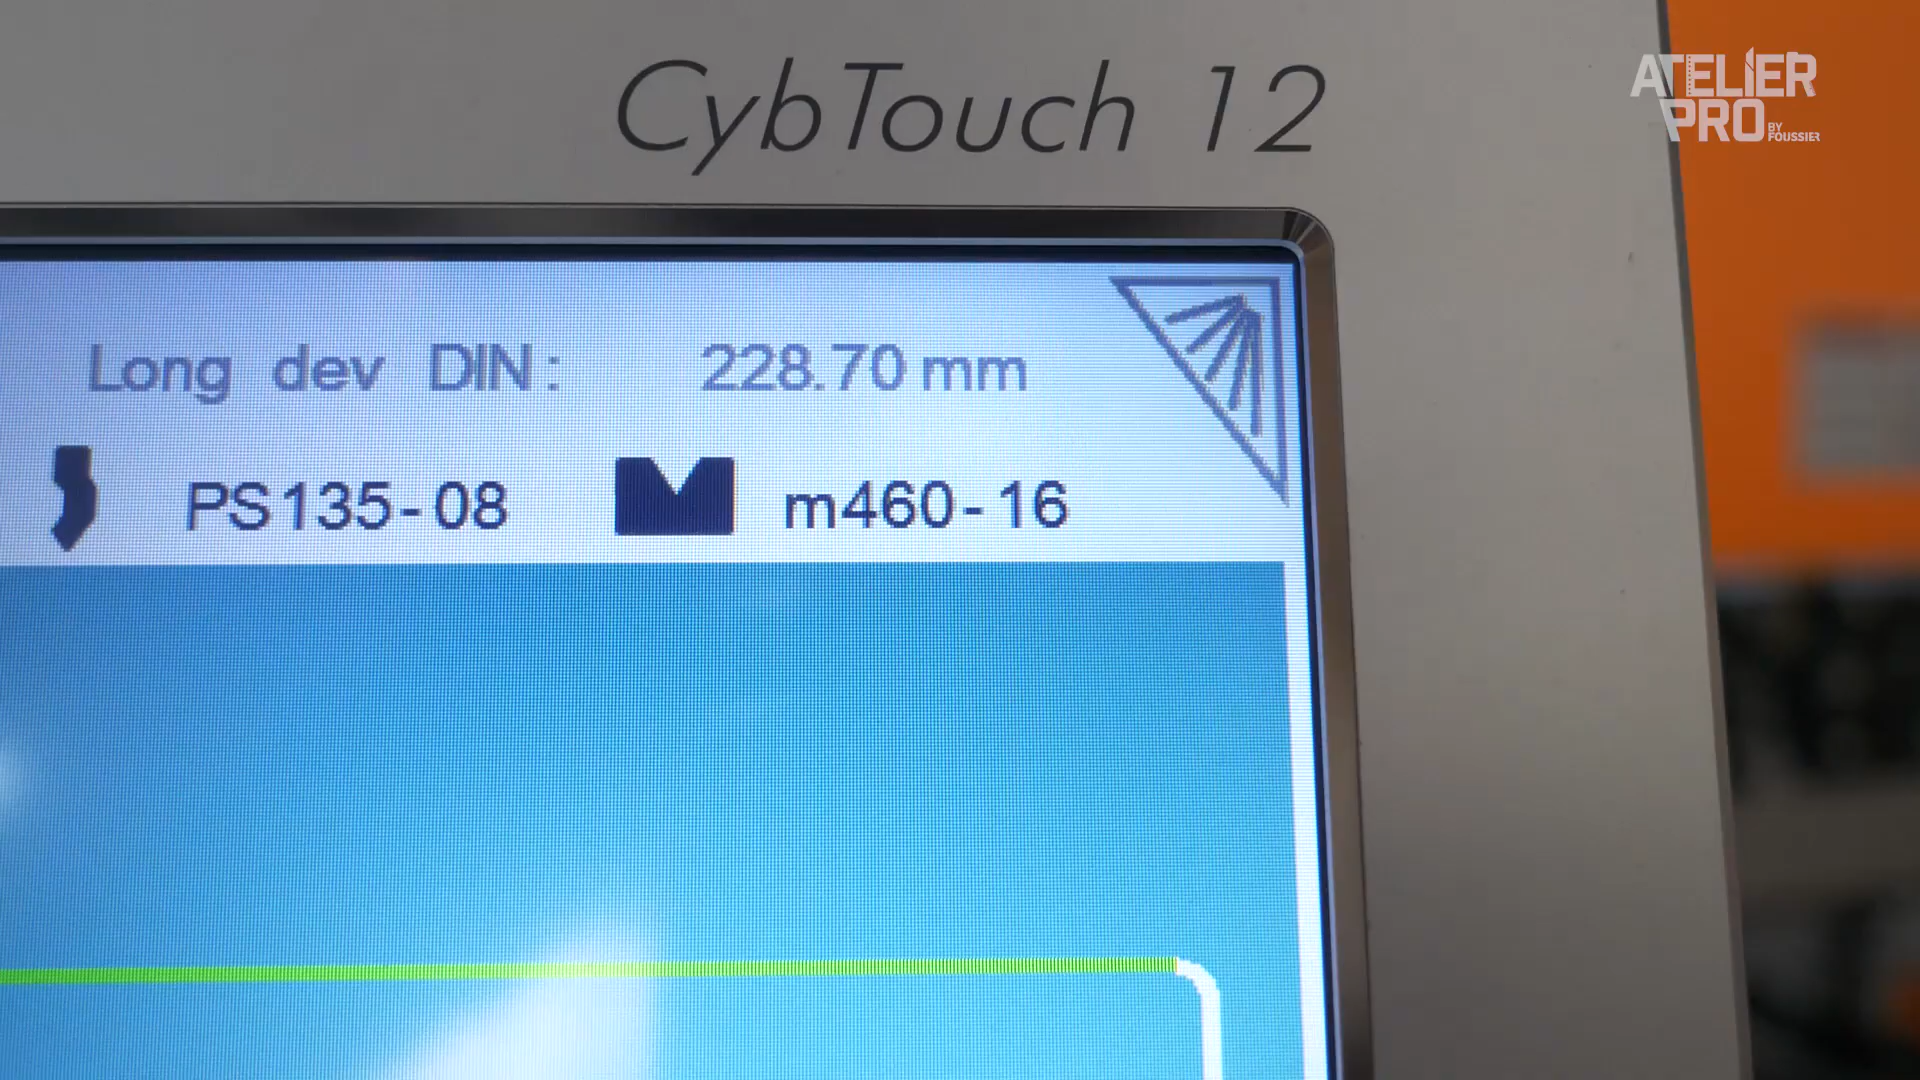 CybTouch 12
ATELIER
PRO BY FOUSSIER
Long dev DIN: 228.70 mm
PS135-08 m460-16